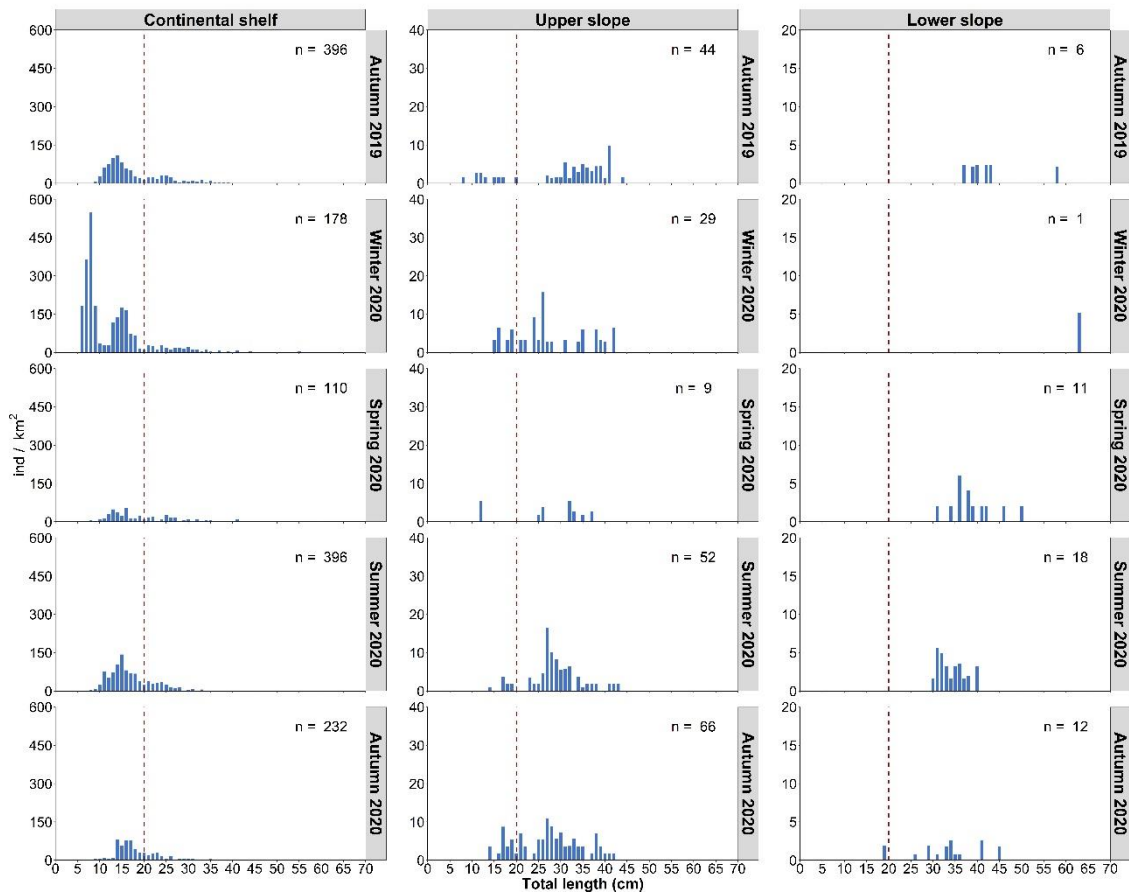 Continental shelf Upper slope Lower slope
600 40 20
n = 396 n = 44 n = 6
450 30 15
300 20 10
150 10 5
0 0 0
Autumn 2019 Autumn 2019 Autumn 2019
600 40 20
n = 178 n = 29 n = 1
450 30 15
300 20 10
150 10 5
0 0 0
Winter 2020 Winter 2020 Winter 2020
600 40 20
n = 110 n = 9 n = 11
450 30 15
300 20 10
150 10 5
0 0 0
Spring 2020 Spring 2020 Spring 2020
ind / km²
600 40 20
n = 396 n = 52 n = 18
450 30 15
300 20 10
150 10 5
0 0 0
Summer 2020 Summer 2020 Summer 2020
600 40 20
n = 232 n = 66 n = 12
450 30 15
300 20 10
150 10 5
0 0 0
Autumn 2020 Autumn 2020 Autumn 2020
0 5 10 15 20 25 30 35 40 45 50 55 60 65 70 0 5 10 15 20 25 30 35 40 45 50 55 60 65 70 0 5 10 15 20 25 30 35 40 45 50 55 60 65 70
Total length (cm)